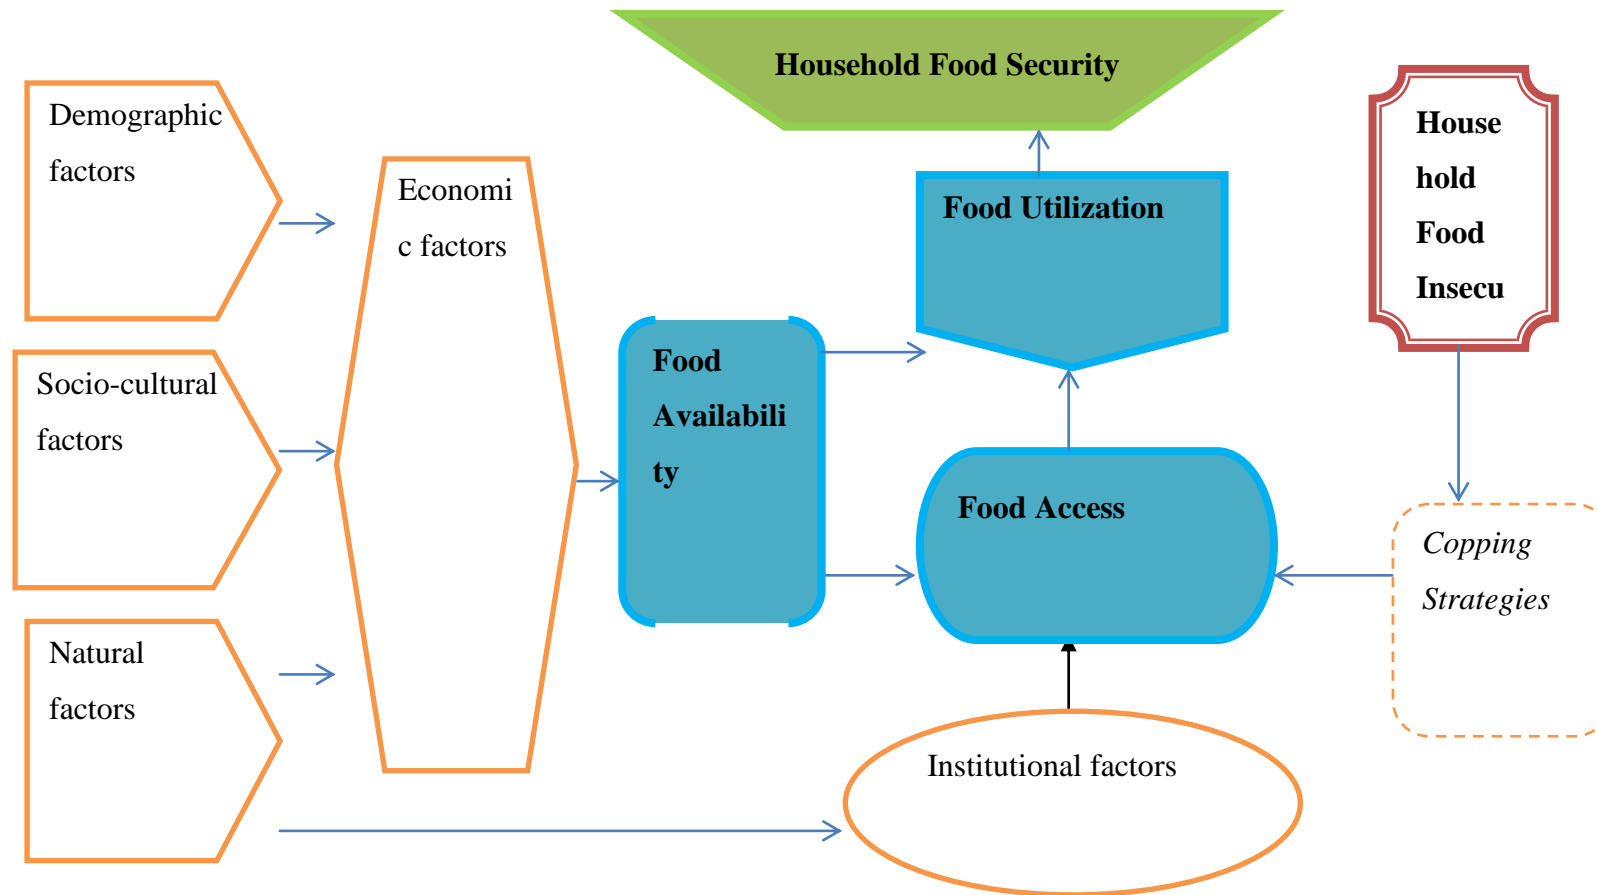 Household Food Security
Demographic
factors
Economi
c factors
Food Utilization
House
hold
Food
Insecu
Socio-cultural
factors
Food
Availabili
ty
Food Access
Copping
Strategies
Natural
factors
Institutional factors